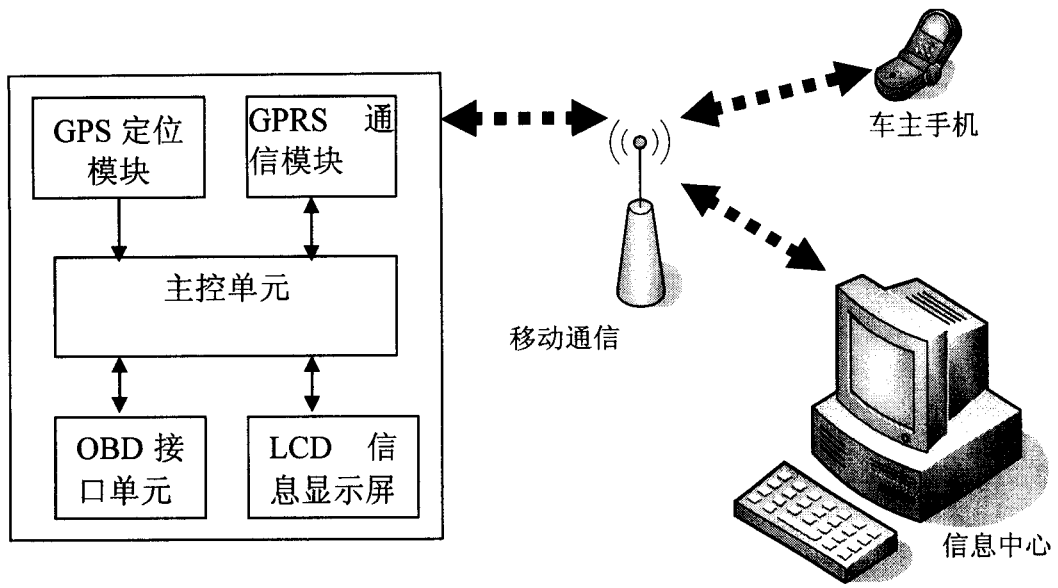 GPS 定位
模块
GPRS 通
信模块
主控单元
OBD 接
口单元
LCD 信
息显示屏
移动通信
车主手机
信息中心